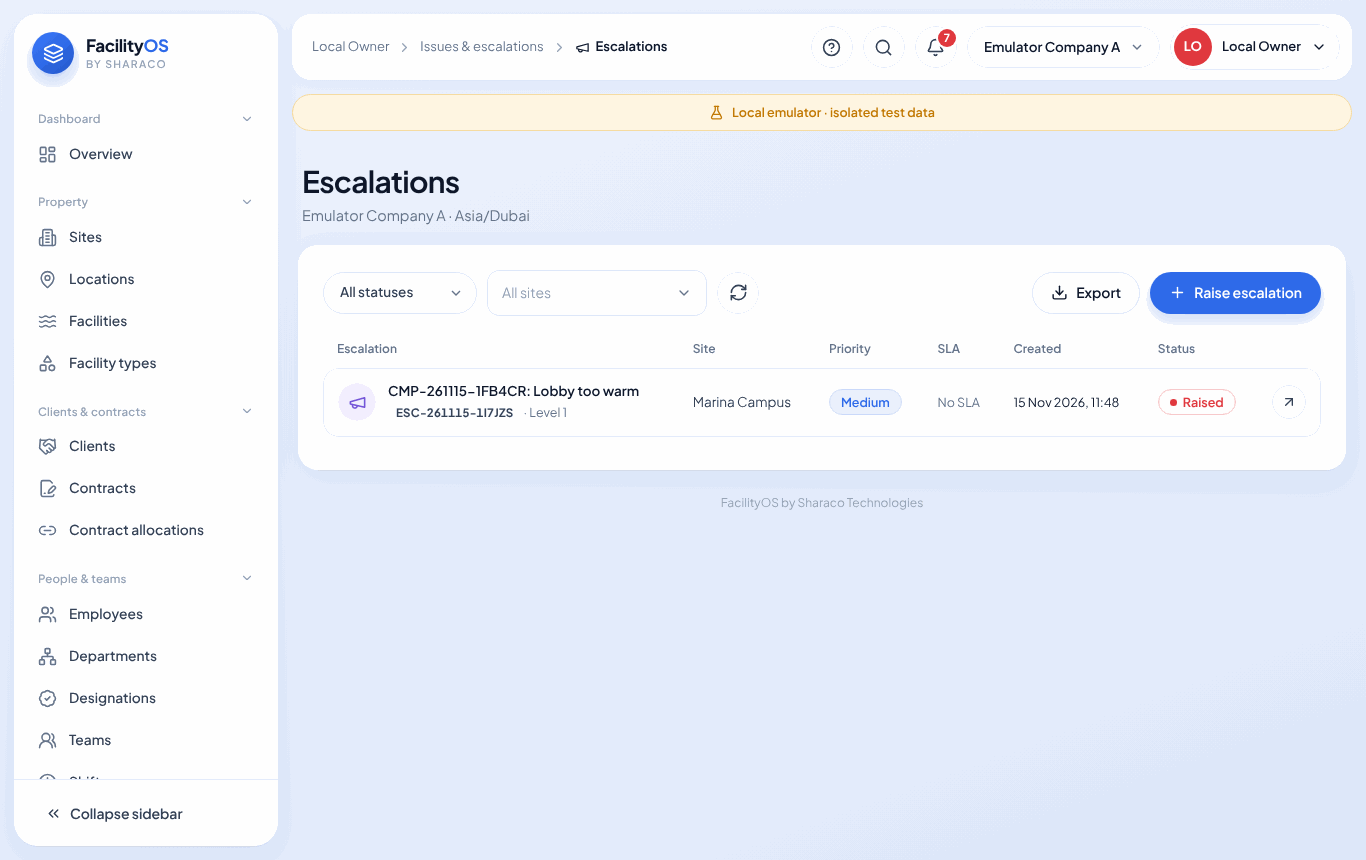 FacilityOS
BY SHARACO
Dashboard
Overview
Property
Sites
Locations
Facilities
Facility types
Clients & contracts
Clients
Contracts
Contract allocations
People & teams
Employees
Departments
Designations
Teams
Collapse sidebar
Local Owner
Issues & escalations
Escalations
7
Emulator Company A
LO
Local Owner
Local emulator · isolated test data
Escalations
Emulator Company A · Asia/Dubai
All statuses
All sites
Export
Raise escalation
Escalation Site Priority SLA Created Status
CMP-261115-1FB4CR: Lobby too warm
ESC-261115-1I7JZS · Level 1
Marina Campus
Medium
No SLA
15 Nov 2026, 11:48
Raised
FacilityOS by Sharaco Technologies